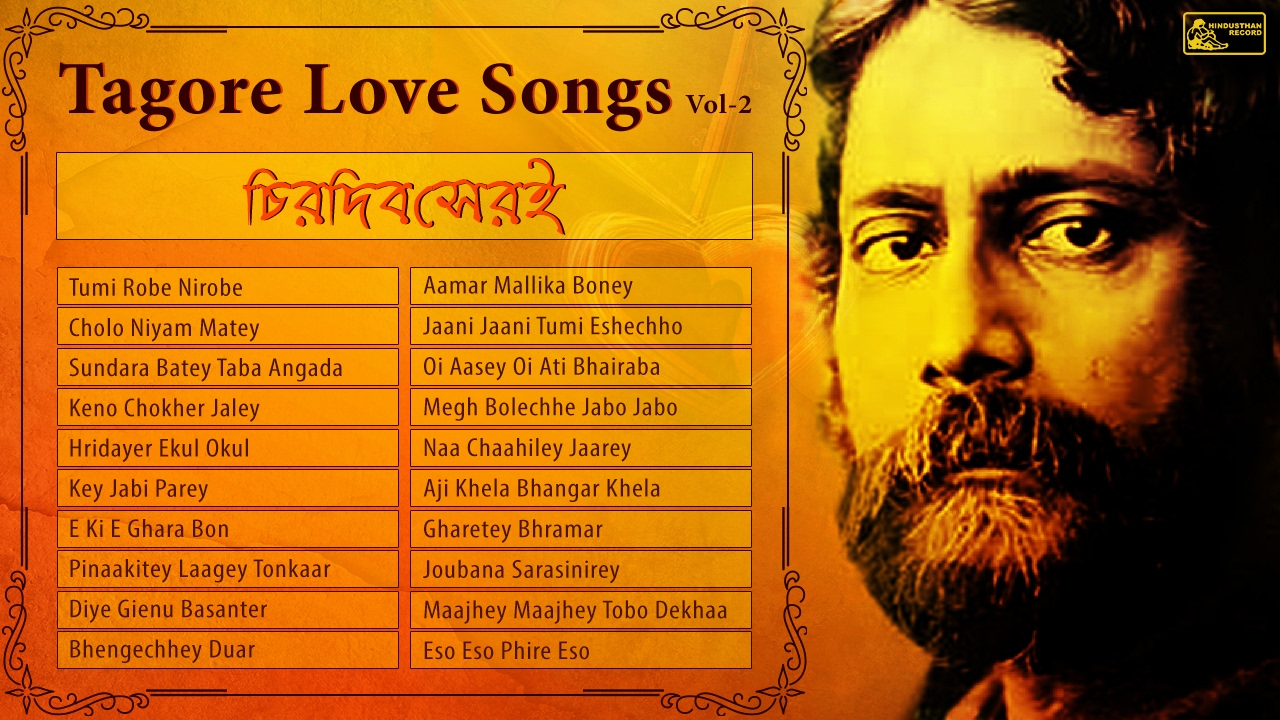 Tagore Love Songs Vol-2
চিরদিবসেরই
Tumi Robe Nirobe
Cholo Niyam Matey
Sundara Batey Taba Angada
Keno Chokher Jaley
Hridayer Ekul Okul
Key Jabi Parey
E Ki E Ghara Bon
Pinaakitey Laagey Tonkaar
Diye Gienu Basanter
Bhengechhey Duar
Aamar Mallika Boney
Jaani Jaani Tumi Eshechho
Oi Aasey Oi Ati Bhairaba
Megh Bolechhe Jabo Jabo
Naa Chaahiley Jaarey
Aji Khela Bhangar Khela
Gharetey Bhramar
Joubana Sarasinirey
Maajhey Maajhey Tobo Dekhaa
Eso Eso Phire Eso
HINDUSTHAN
RECORD